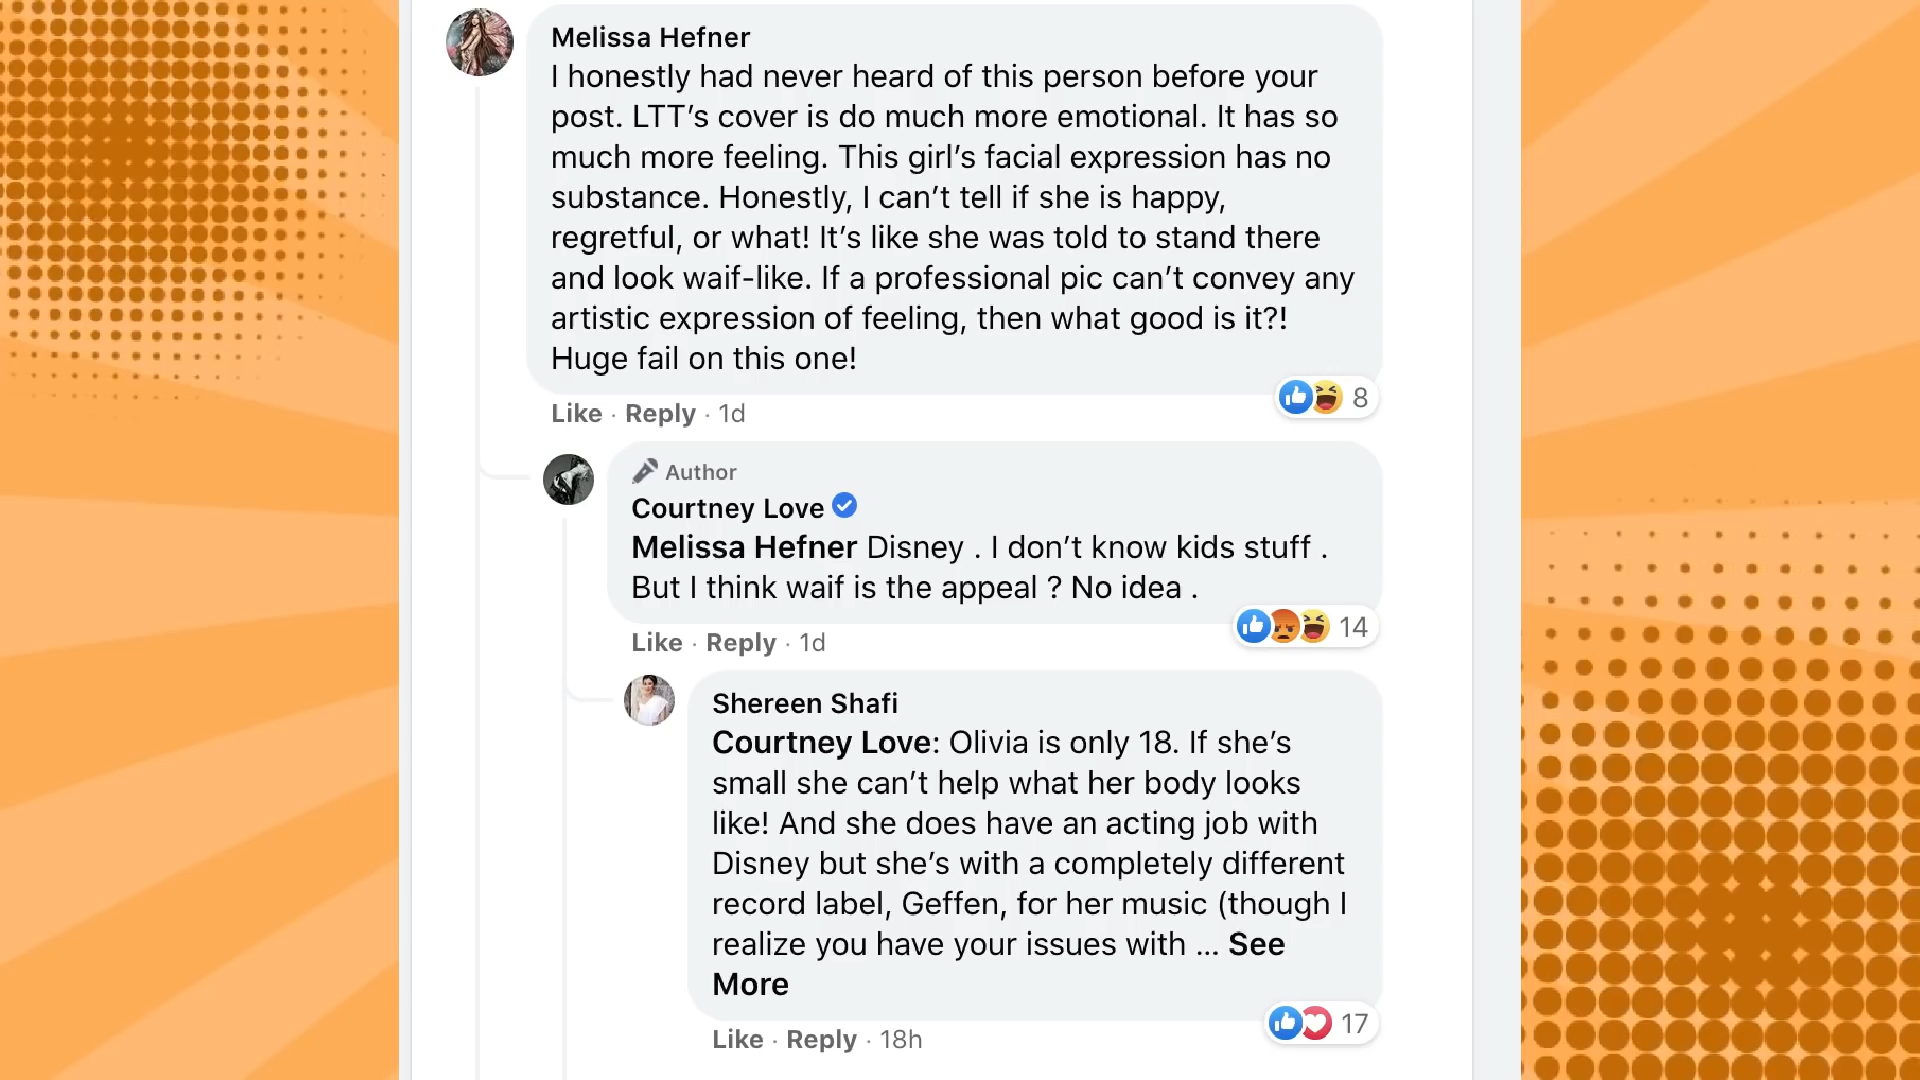 Melissa Hefner
I honestly had never heard of this person before your
post. LTT’s cover is do much more emotional. It has so
much more feeling. This girl’s facial expression has no
substance. Honestly, I can’t tell if she is happy,
regretful, or what! It’s like she was told to stand there
and look waif-like. If a professional pic can’t convey any
artistic expression of feeling, then what good is it?!
Huge fail on this one!
8
Like · Reply · 1d
Author
Courtney Love
Melissa Hefner Disney . I don’t know kids stuff .
But I think waif is the appeal ? No idea .
14
Like · Reply · 1d
Shereen Shafi
Courtney Love: Olivia is only 18. If she’s
small she can’t help what her body looks
like! And she does have an acting job with
Disney but she’s with a completely different
record label, Geffen, for her music (though I
realize you have your issues with ... See
More
17
Like · Reply · 18h